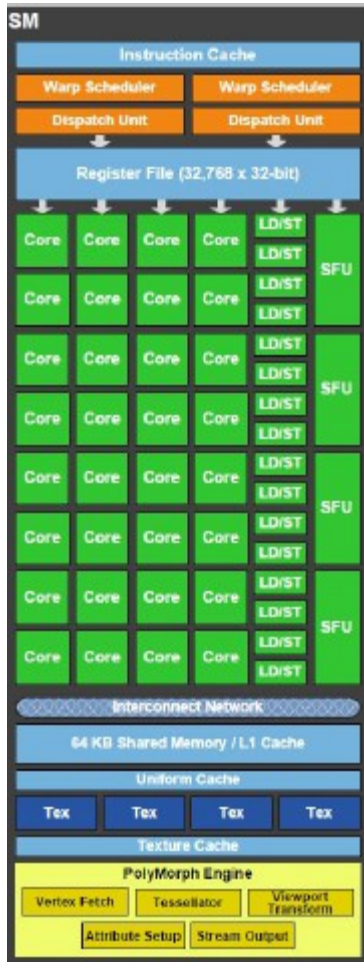 SM
Instruction Cache
Warp Scheduler Warp Scheduler
Dispatch Unit Dispatch Unit
Register File (32,768 x 32-bit)
Core Core Core Core LD/ST LD/ST SFU
Core Core Core Core LD/ST LD/ST
Core Core Core Core LD/ST LD/ST SFU
Core Core Core Core LD/ST LD/ST
Core Core Core Core LD/ST LD/ST SFU
Core Core Core Core LD/ST LD/ST
Core Core Core Core LD/ST LD/ST SFU
Core Core Core Core LD/ST LD/ST
Interconnect Network
64 KB Shared Memory / L1 Cache
Uniform Cache
Tex Tex Tex Tex
Texture Cache
PolyMorph Engine
Vertex Fetch Tessellator Viewport
Transform
Attribute Setup Stream Output